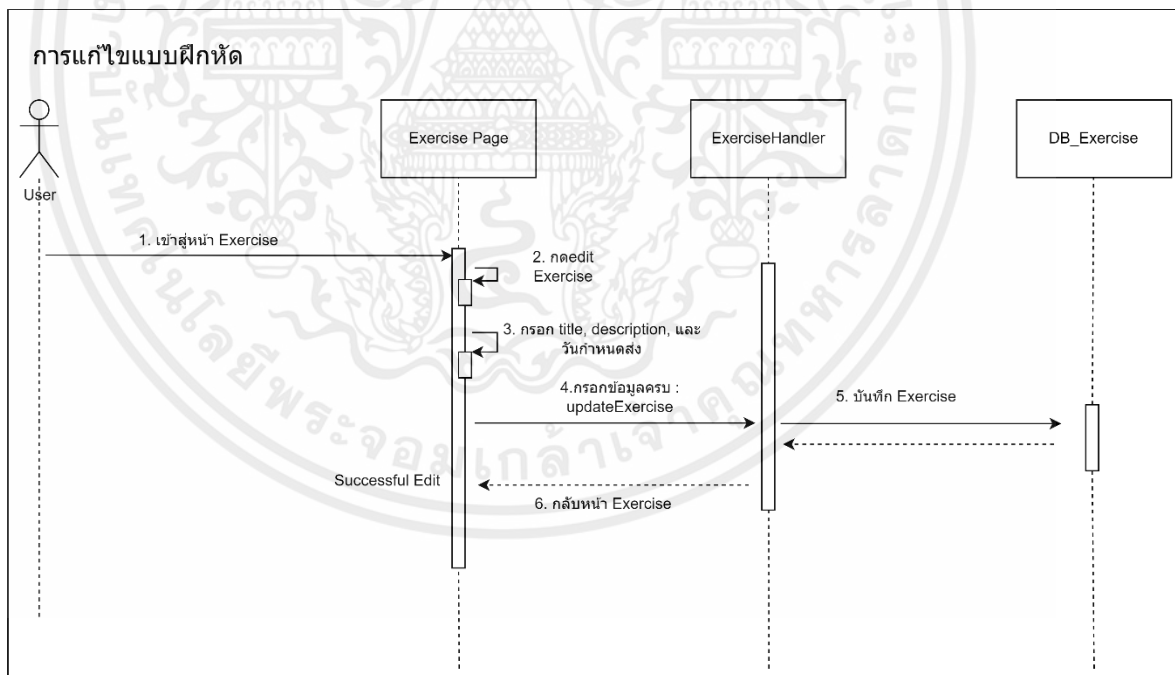 การแก้ไขแบบฝึกหัด
User
Exercise Page
ExerciseHandler
DB_Exercise
1. เข้าสู่หน้า Exercise
2. กดedit
Exercise
3. กรอก title, description, และ
วันกำหนดส่ง
4.กรอกข้อมูลครบ :
updateExercise
5. บันทึก Exercise
Successful Edit
6. กลับหน้า Exercise